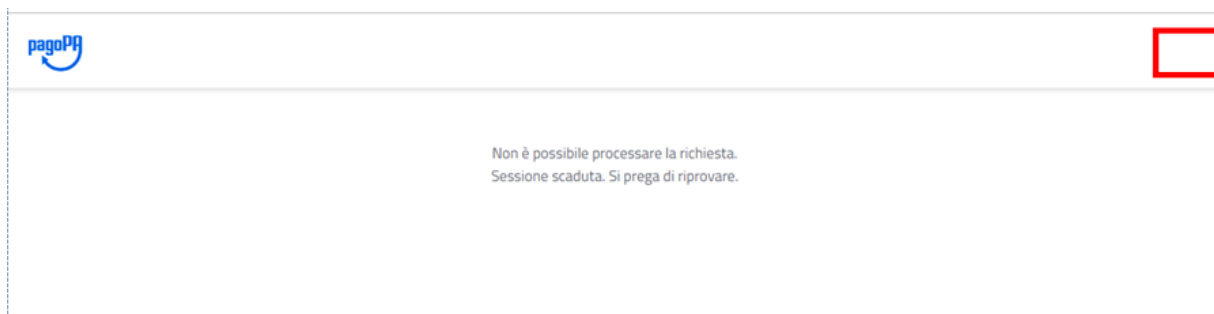 pagoPA
Non è possibile processare la richiesta.
Sessione scaduta. Si prega di riprovare.